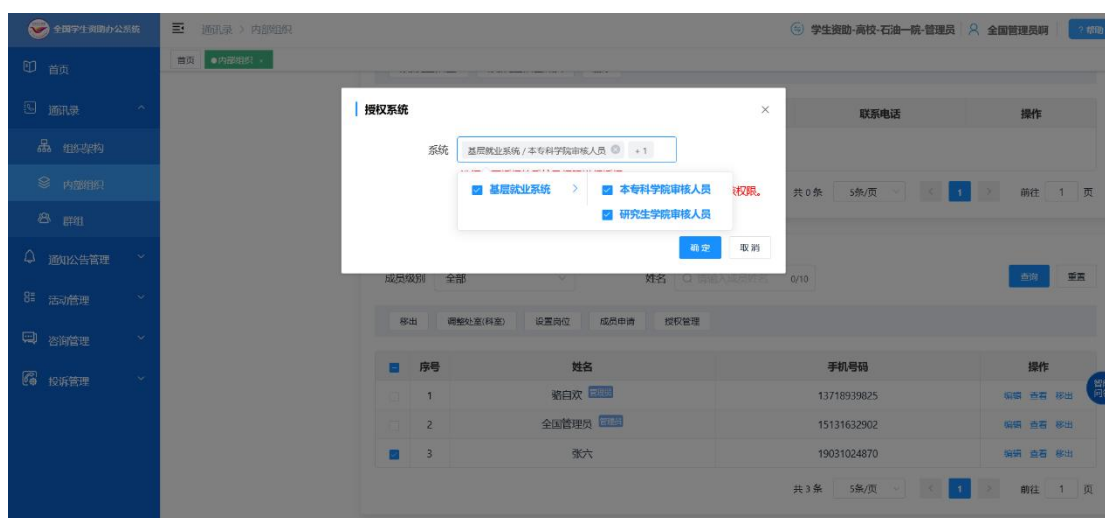 全国学生资助办公系统
通讯录 > 内部组织
学生资助-高校-石油一院-管理员
全国管理员啊
? 帮助
首页
●内部组织 ×
首页
通讯录
组织架构
内部组织
群组
通知公告管理
活动管理
咨询管理
投诉管理
联系电话 操作
授权系统 ×
系统 基层就业系统 / 本专科学院审核人员 + 1
基层就业系统 > 本专科学院审核人员
权限。
研究生学院审核人员
确定 取消
共 0 条 5条/页 < 1 > 前往 1 页
成员级别 全部 姓名 0/10 查询 重置
移出 调整处室(科室) 设置岗位 成员申请 授权管理
序号 姓名 手机号码 操作
1 骆自欢 管理员 13718939825 编辑 查看 移出
2 全国管理员 管理员 15131632902 编辑 查看 移出
3 张六 19031024870 编辑 查看 移出
共 3 条 5条/页 < 1 > 前往 1 页